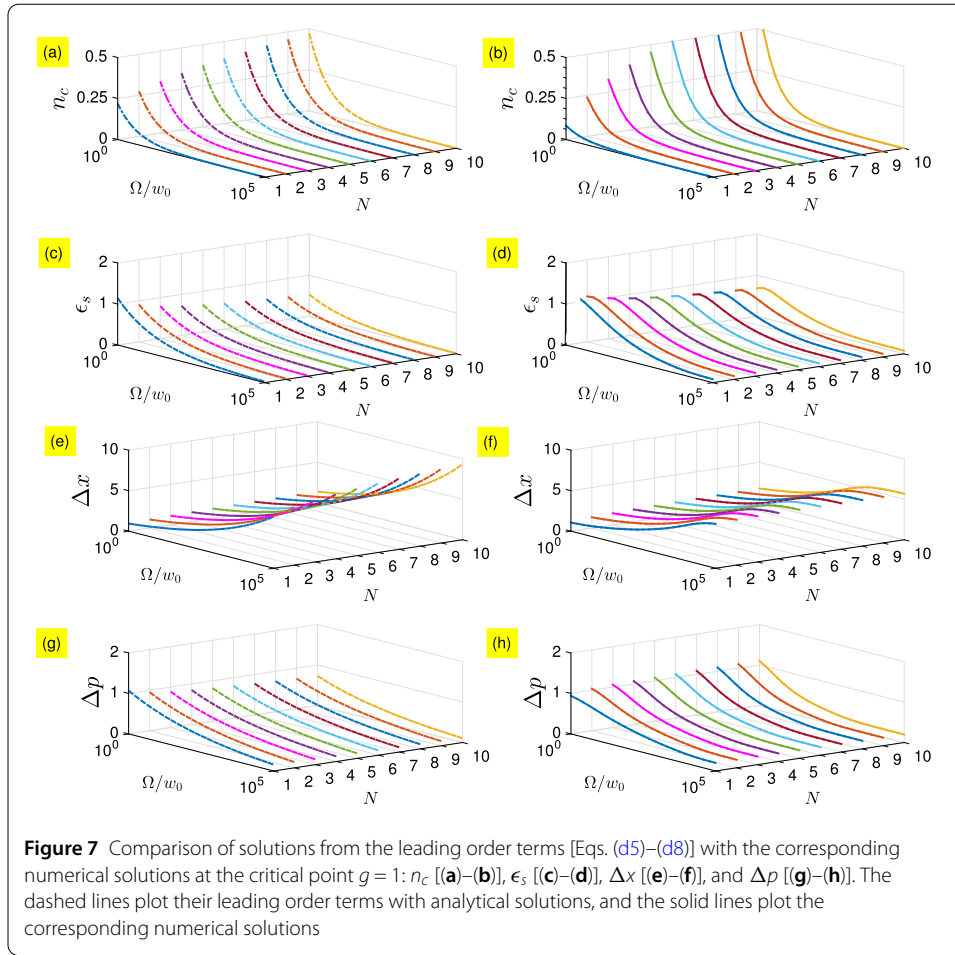 (a)
0.5
0.25
0
n_c
10^0
Ω/w_0
10^5
1 2 3 4 5 6 7 8 9 10
N
(b)
0.5
0.25
0
n_c
10^0
Ω/w_0
10^5
1 2 3 4 5 6 7 8 9 10
N
(c)
2
1
0
ϵ_s
10^0
Ω/w_0
10^5
1 2 3 4 5 6 7 8 9 10
N
(d)
2
1
0
ϵ_s
10^0
Ω/w_0
10^5
1 2 3 4 5 6 7 8 9 10
N
(e)
10
5
0
Δx
10^0
Ω/w_0
10^5
1 2 3 4 5 6 7 8 9 10
N
(f)
10
5
0
Δx
10^0
Ω/w_0
10^5
1 2 3 4 5 6 7 8 9 10
N
(g)
2
1
0
Δp
10^0
Ω/w_0
10^5
1 2 3 4 5 6 7 8 9 10
N
(h)
2
1
0
Δp
10^0
Ω/w_0
10^5
1 2 3 4 5 6 7 8 9 10
N
Figure 7 Comparison of solutions from the leading order terms [Eqs. (d5)–(d8)] with the corresponding
numerical solutions at the critical point g = 1: n_c [(a)–(b)], ϵ_s [(c)–(d)], Δx [(e)–(f)], and Δp [(g)–(h)]. The
dashed lines plot their leading order terms with analytical solutions, and the solid lines plot the
corresponding numerical solutions